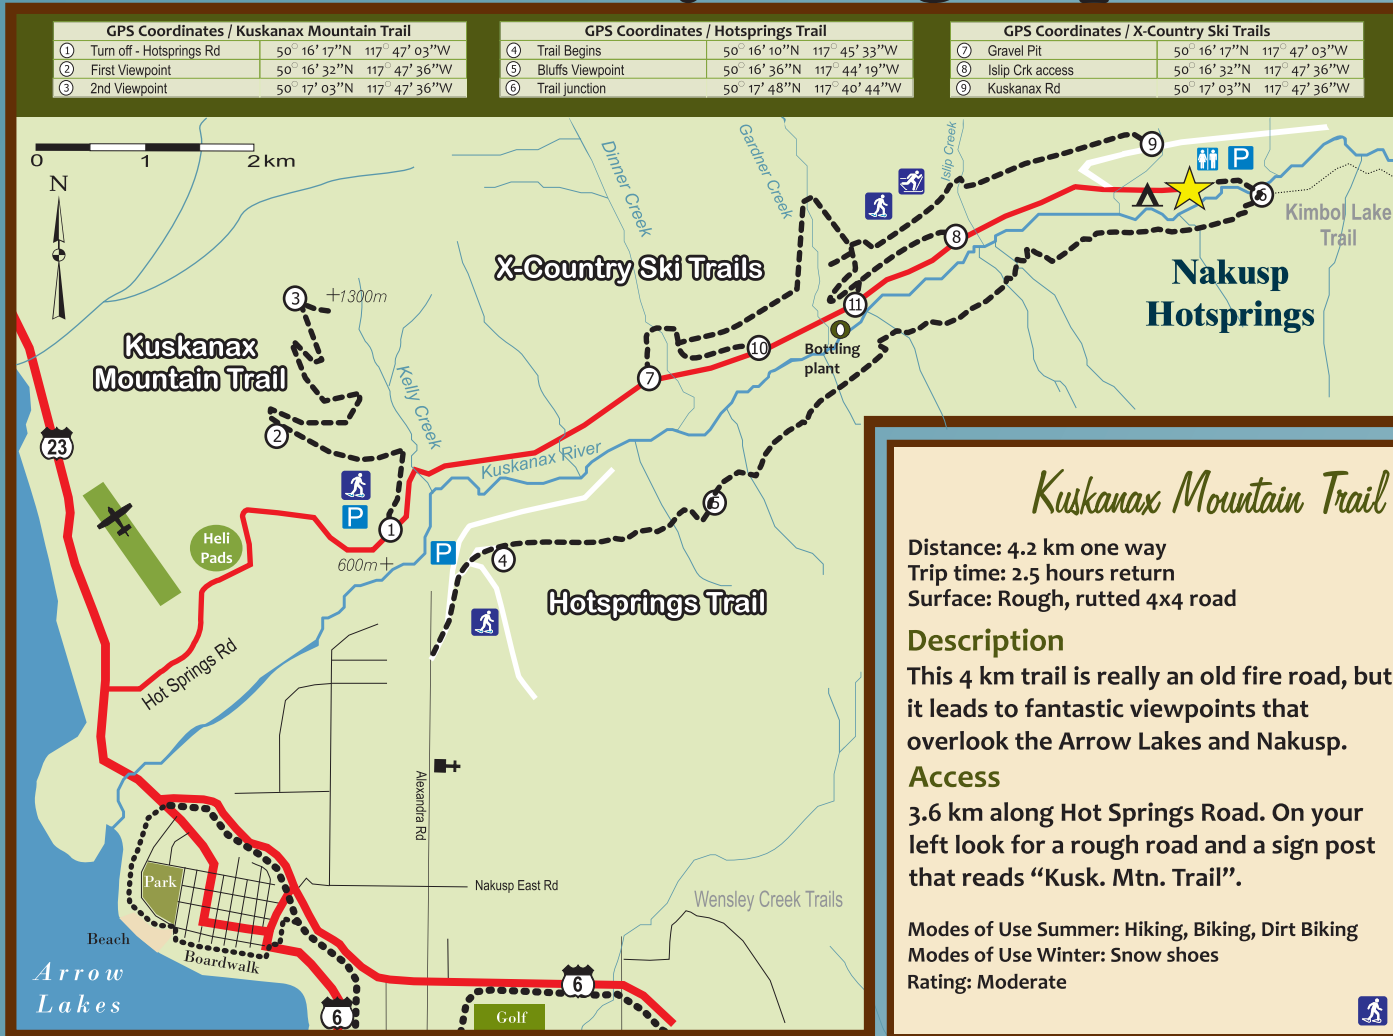 GPS Coordinates / Kuskanax Mountain Trail
1 Turn off - Hotsprings Rd 50° 16' 17"N 117° 47' 03"W
2 First Viewpoint 50° 16' 32"N 117° 47' 36"W
3 2nd Viewpoint 50° 17' 03"N 117° 47' 36"W
GPS Coordinates / Hotsprings Trail
4 Trail Begins 50° 16' 10"N 117° 45' 33"W
5 Bluffs Viewpoint 50° 16' 36"N 117° 44' 19"W
6 Trail junction 50° 17' 48"N 117° 40' 44"W
GPS Coordinates / X-Country Ski Trails
7 Gravel Pit 50° 16' 17"N 117° 47' 03"W
8 Islip Crk access 50° 16' 32"N 117° 47' 36"W
9 Kuskanax Rd 50° 17' 03"N 117° 47' 36"W
0 1 2 km
N
Dinner Creek
Gardner Creek
Islip Creek
9
P
6
Kimbol Lake
Trail
Nakusp
Hotsprings
8
X-Country Ski Trails
11
Bottling
plant
10
7
3
+1300m
Kuskanax
Mountain Trail
2
Kelly Creek
23
Kuskanax River
P
1
600m+
Heli
Pads
P
4
5
Hotsprings Trail
Hot Springs Rd
Alexandra Rd
Nakusp East Rd
Wensley Creek Trails
Park
Beach
Boardwalk
Arrow
Lakes
6
6
Golf
Kuskanax Mountain Trail
Distance: 4.2 km one way
Trip time: 2.5 hours return
Surface: Rough, rutted 4x4 road
Description
This 4 km trail is really an old fire road, but
it leads to fantastic viewpoints that
overlook the Arrow Lakes and Nakusp.
Access
3.6 km along Hot Springs Road. On your
left look for a rough road and a sign post
that reads “Kusk. Mtn. Trail”.
Modes of Use Summer: Hiking, Biking, Dirt Biking
Modes of Use Winter: Snow shoes
Rating: Moderate